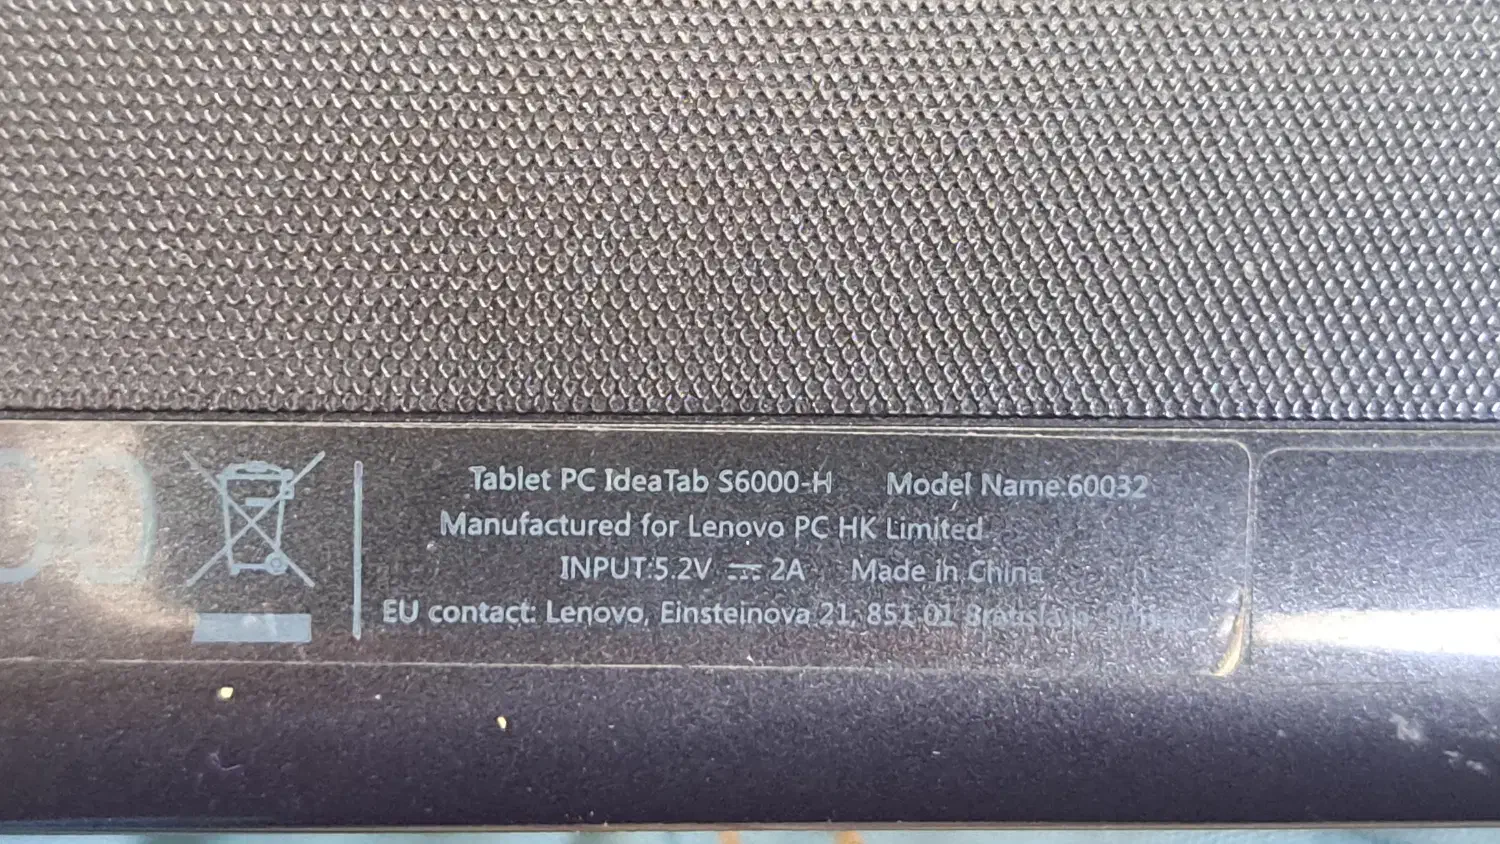 Tablet PC IdeaTab S6000-H Model Name:60032
Manufactured for Lenovo PC HK Limited
INPUT:5.2V ⎓ 2A Made in China
EU contact: Lenovo, Einsteinova 21, 851 01 Bratislava